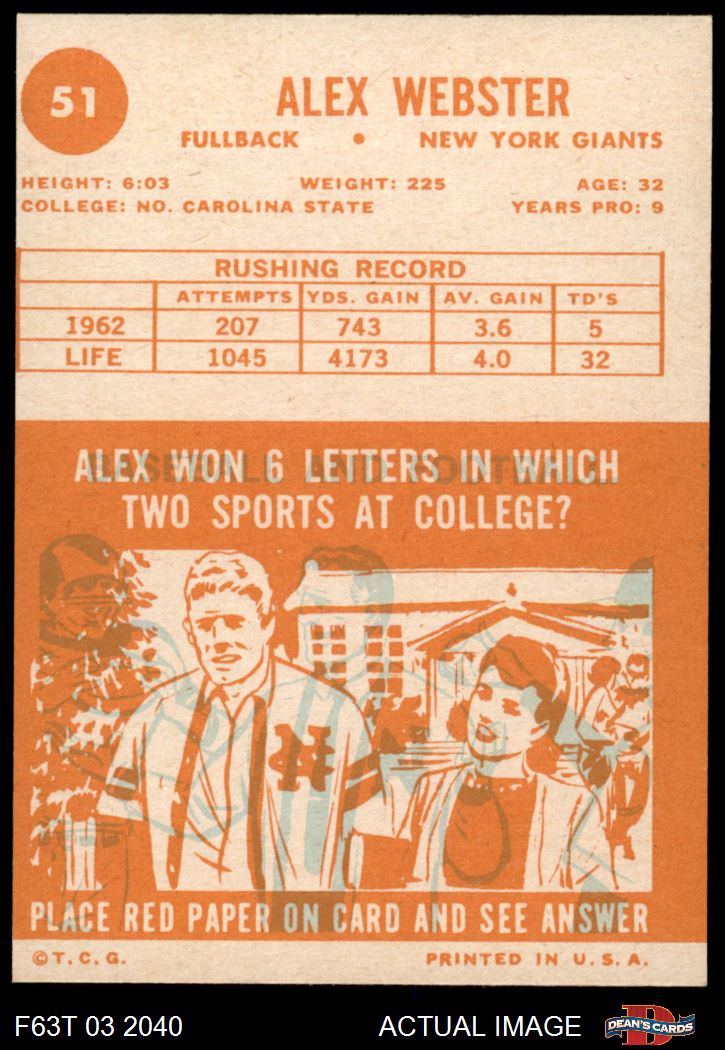 51
ALEX WEBSTER
FULLBACK • NEW YORK GIANTS
HEIGHT: 6:03 WEIGHT: 225 AGE: 32
COLLEGE: NO. CAROLINA STATE YEARS PRO: 9
RUSHING RECORD
ATTEMPTS YDS. GAIN AV. GAIN TD'S
1962 207 743 3.6 5
LIFE 1045 4173 4.0 32
BASEBALL AND FOOTBALL.
ALEX WON 6 LETTERS IN WHICH
TWO SPORTS AT COLLEGE?
PLACE RED PAPER ON CARD AND SEE ANSWER
©T.C.G. PRINTED IN U.S.A.
F63T 03 2040 ACTUAL IMAGE
D
DEAN'S CARDS